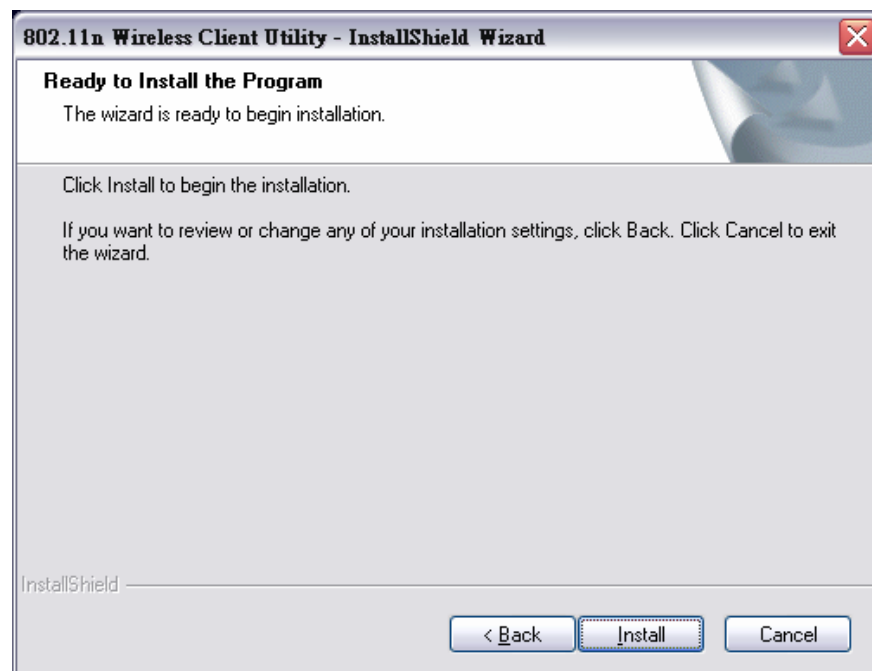 802.11n Wireless Client Utility - InstallShield Wizard
Ready to Install the Program
The wizard is ready to begin installation.
Click Install to begin the installation.
If you want to review or change any of your installation settings, click Back. Click Cancel to exit
the wizard.
InstallShield
< Back
Install
Cancel